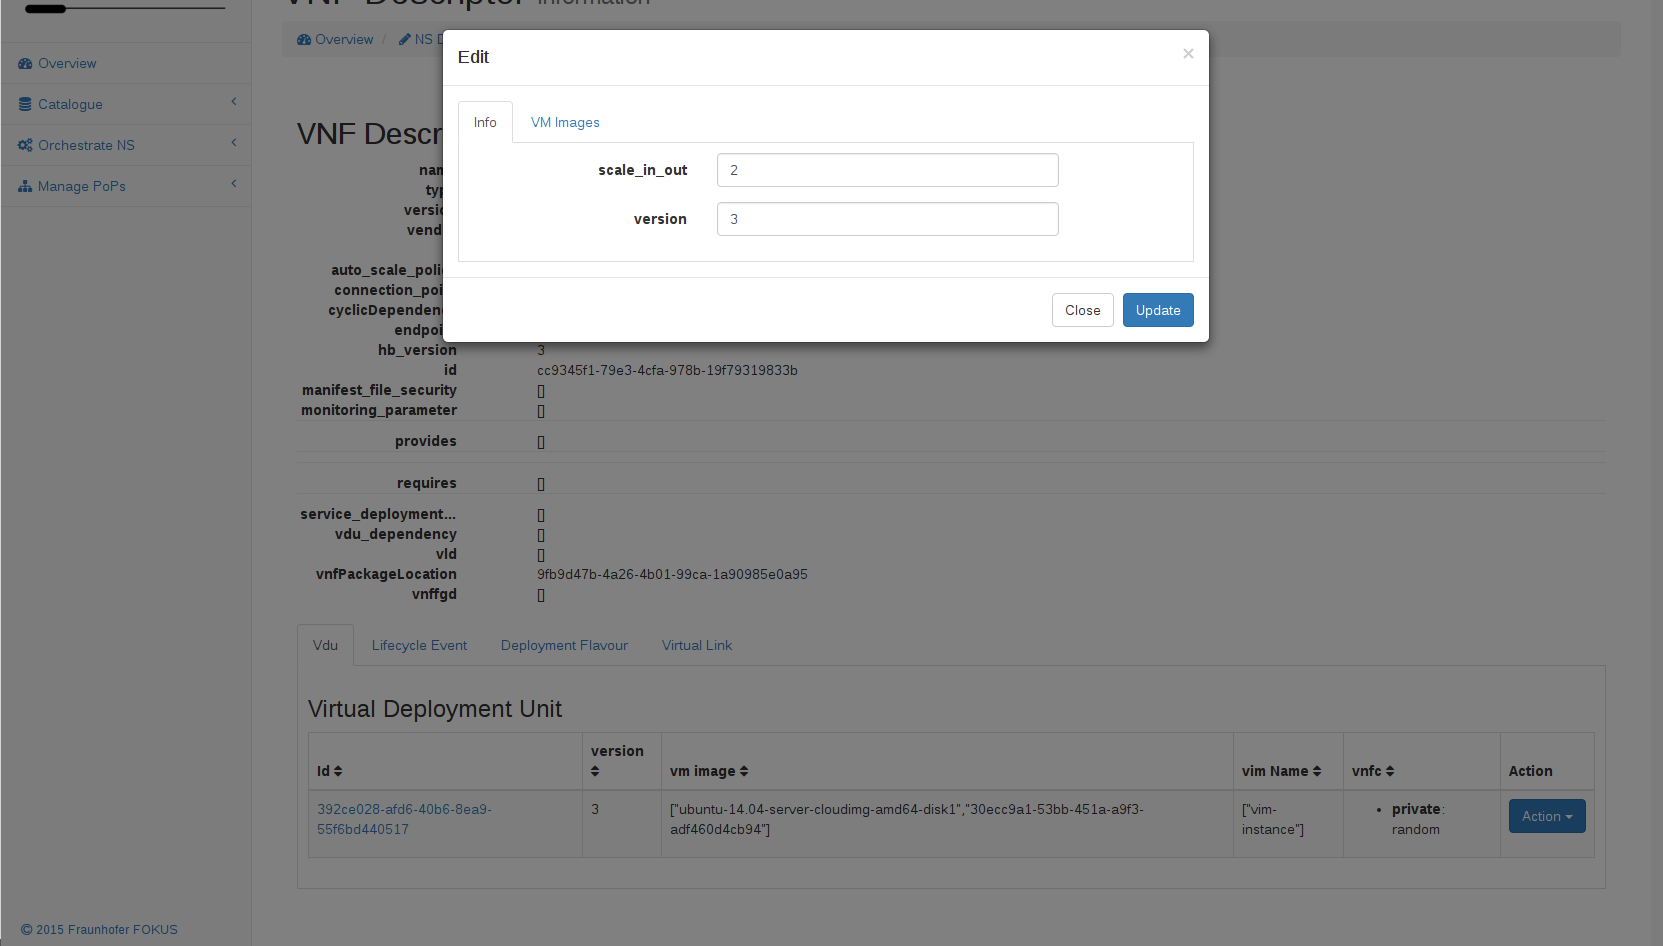 VNF Descriptor information
Overview / NS D
Edit ×
Overview
Catalogue
Orchestrate NS
Manage PoPs
Info VM Images
scale_in_out 2
version 3
Close Update
VNF Descr
nam
typ
versio
vend
auto_scale_poli
connection_poi
cyclicDependen
endpoi
hb_version 3
id cc9345f1-79e3-4cfa-978b-19f79319833b
manifest_file_security []
monitoring_parameter []
provides []
requires []
service_deployment... []
vdu_dependency []
vld []
vnfPackageLocation 9fb9d47b-4a26-4b01-99ca-1a90985e0a95
vnffgd []
Vdu Lifecycle Event Deployment Flavour Virtual Link
Virtual Deployment Unit
Id version vm image vim Name vnfc Action
392ce028-afd6-40b6-8ea9-
55f6bd440517
3
["ubuntu-14.04-server-cloudimg-amd64-disk1","30ecc9a1-53bb-451a-a9f3-
adf460d4cb94"]
["vim-
instance"]
• private:
random
Action
© 2015 Fraunhofer FOKUS